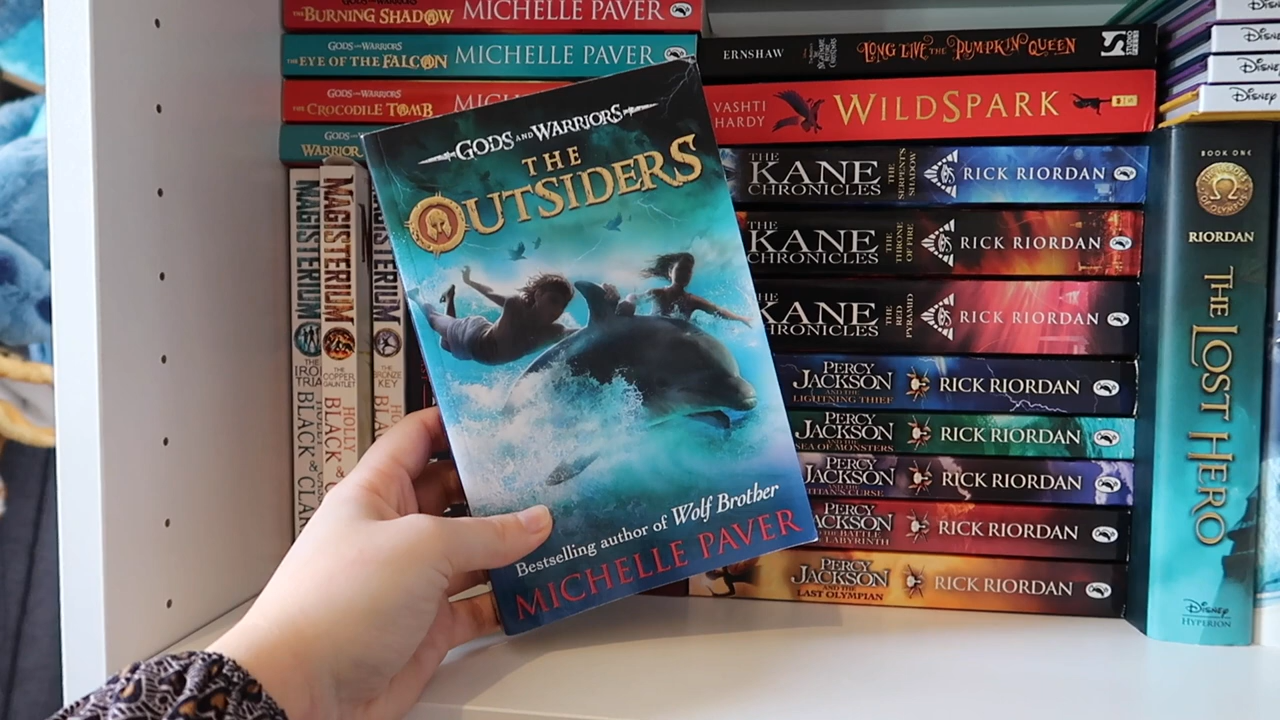 THE BURNING SHADOW MICHELLE PAVER
GODS AND WARRIORS
THE EYE OF THE FALCON MICHELLE PAVER
GODS AND WARRIORS
THE CROCODILE TOMB
GODS AND
WARRIOR
GODS AND WARRIORS
THE
OUTSIDERS
Bestselling author of Wolf Brother
MICHELLE PAVER
MAGISTERIUM
THE
IRON
TRIA
BLACK & CLAR
MAGISTERIUM
THE
COPPER
GAUNTLET
HOLLY
BLACK &
MAGISTERIUM
THE
BRONZE
KEY
ERNSHAW
LONG LIVE THE PUMPKIN QUEEN
VASHTI
HARDY
WILDSPARK
THE
KANE
CHRONICLES
THE
SERPENT'S
SHADOW
RICK RIORDAN
THE
KANE
CHRONICLES
THE
THRONE
OF FIRE
RICK RIORDAN
THE
KANE
CHRONICLES
THE
RED
PYRAMID
RICK RIORDAN
PERCY
JACKSON
AND THE
LIGHTNING THIEF
RICK RIORDAN
PERCY
JACKSON
AND THE
SEA OF MONSTERS
RICK RIORDAN
PERCY
JACKSON
AND THE
TITAN'S CURSE
RICK RIORDAN
PERCY
JACKSON
AND THE BATTLE
LABYRINTH
RICK RIORDAN
PERCY
JACKSON
AND THE
LAST OLYMPIAN
RICK RIORDAN
DISNE
DISNEY
DISNEY
BOOK ONE
RIORDAN
THE LOST HERO
DISNEY
HYPERION